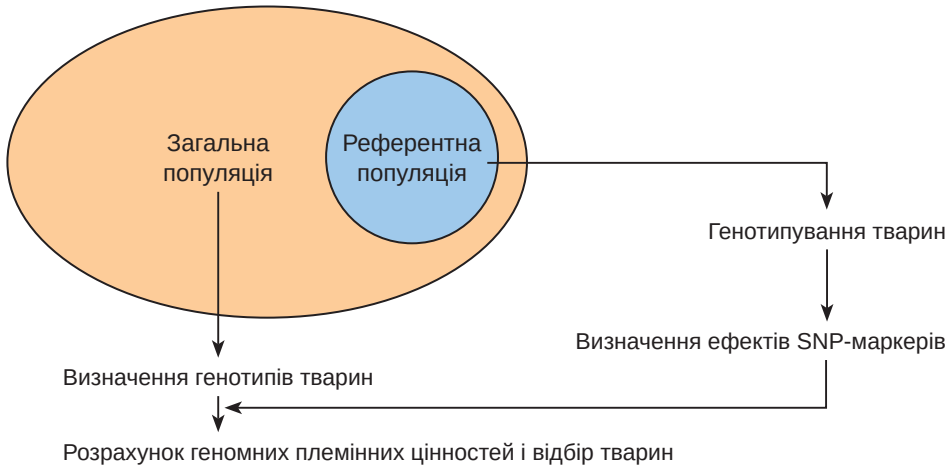 Загальна
популяція
Референтна
популяція
Генотипування тварин
Визначення ефектів SNP-маркерів
Визначення генотипів тварин
Розрахунок геномних племінних цінностей і відбір тварин